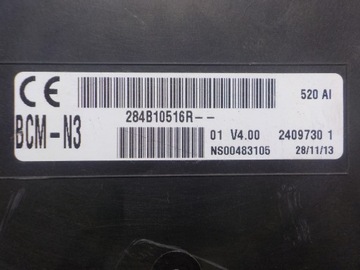 CE 520 AI
284B10516R--
BCM-N3 01 V4.00 2409730 1
NS00483105 28/11/13